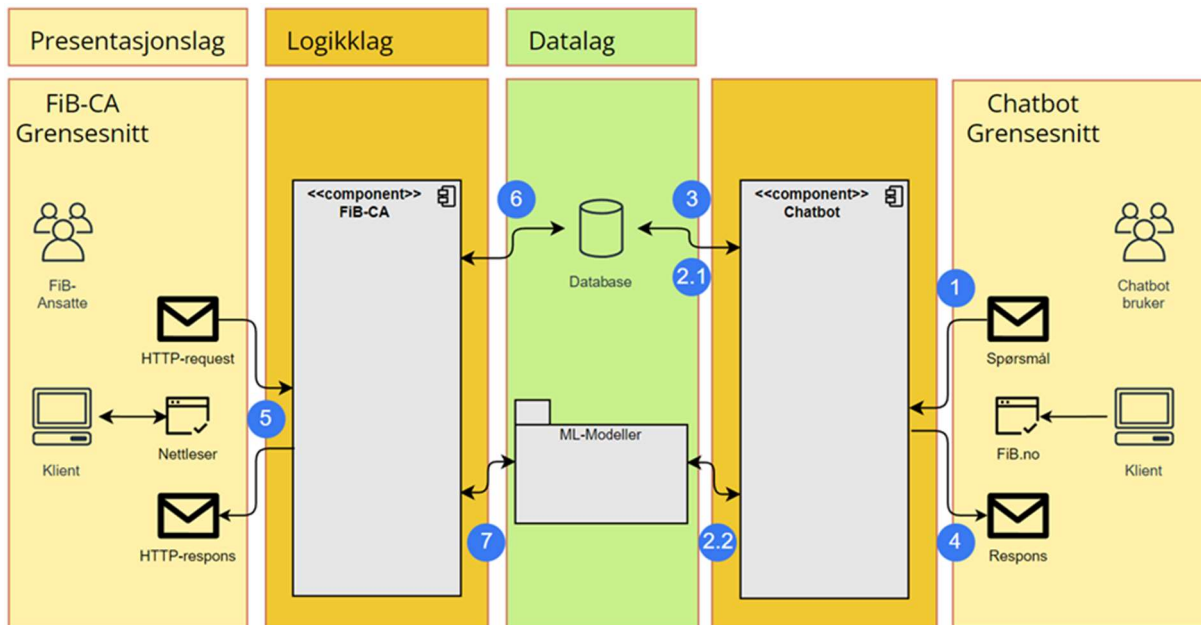 Presentasjonslag
Logikklag
Datalag
FiB-CA
Grensesnitt
FiB-
Ansatte
HTTP-request
Klient
Nettleser
HTTP-respons
5
<<component>>
FiB-CA
6
7
Database
ML-Modeller
3
2.1
2.2
<<component>>
Chatbot
Chatbot
Grensesnitt
1
Chatbot
bruker
Spørsmål
FiB.no
Klient
4
Respons